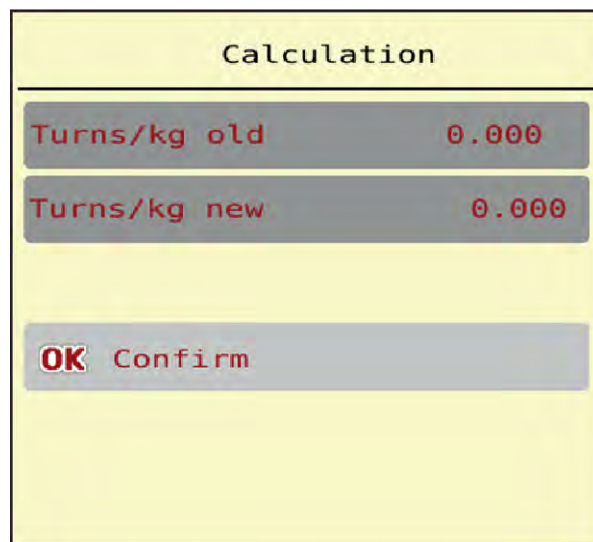 Calculation
Turns/kg old 0.000
Turns/kg new 0.000
OK Confirm